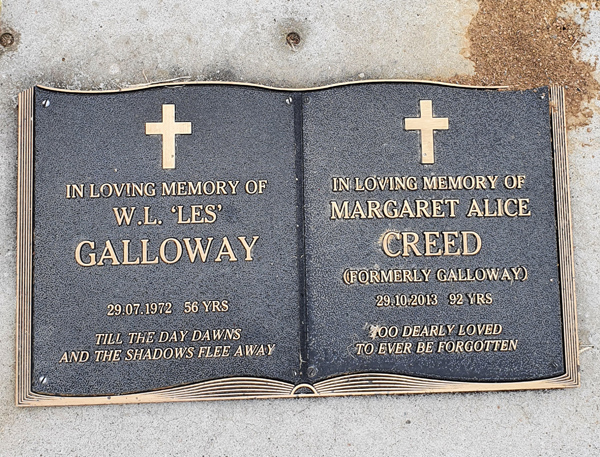 IN LOVING MEMORY OF
W.L. 'LES'
GALLOWAY
29.07.1972 56 YRS
TILL THE DAY DAWNS
AND THE SHADOWS FLEE AWAY
IN LOVING MEMORY OF
MARGARET ALICE
CREED
(FORMERLY GALLOWAY)
29.10.2013 92 YRS
TOO DEARLY LOVED
TO EVER BE FORGOTTEN